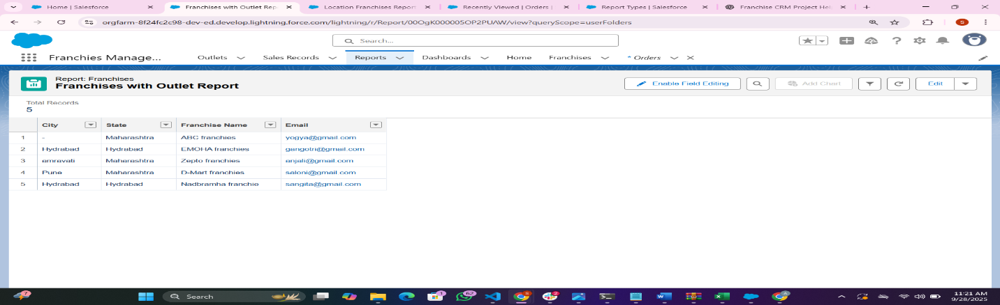 Home | Salesforce
Franchises with Outlet Rep
Location Franchises Report
Recently Viewed | Orders |
Report Types | Salesforce
Franchise CRM Project Hel
orgfarm-8f24fc2c98-dev-ed.develop.lightning.force.com/lightning/r/Report/00OgK000005OP2PUAW/view?queryScope=userFolders
S
Search...
Franchies Manage...
Outlets
Sales Records
Reports
Dashboards
Home
Franchises
* Orders
Report: Franchises
Franchises with Outlet Report
Enable Field Editing
Add Chart
Edit
Total Records
5
City State Franchise Name Email
1 - Maharashtra ABC franchies yogya@gmail.com
2 Hydrabad Hydrabad EMOHA franchies gangotri@gmail.com
3 amravati Maharashtra Zepto franchies anjali@gmail.com
4 Pune Maharashtra D-Mart franchies saloni@gmail.com
5 Hydrabad Hydrabad Nadbramha franchie sangita@gmail.com
7
Search
1
62
2
11:21 AM
9/28/2025